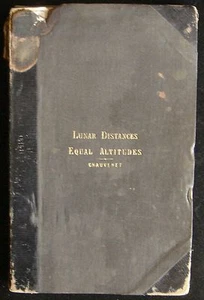 LUNAR DISTANCES
EQUAL ALTITUDES
CHAUVENET